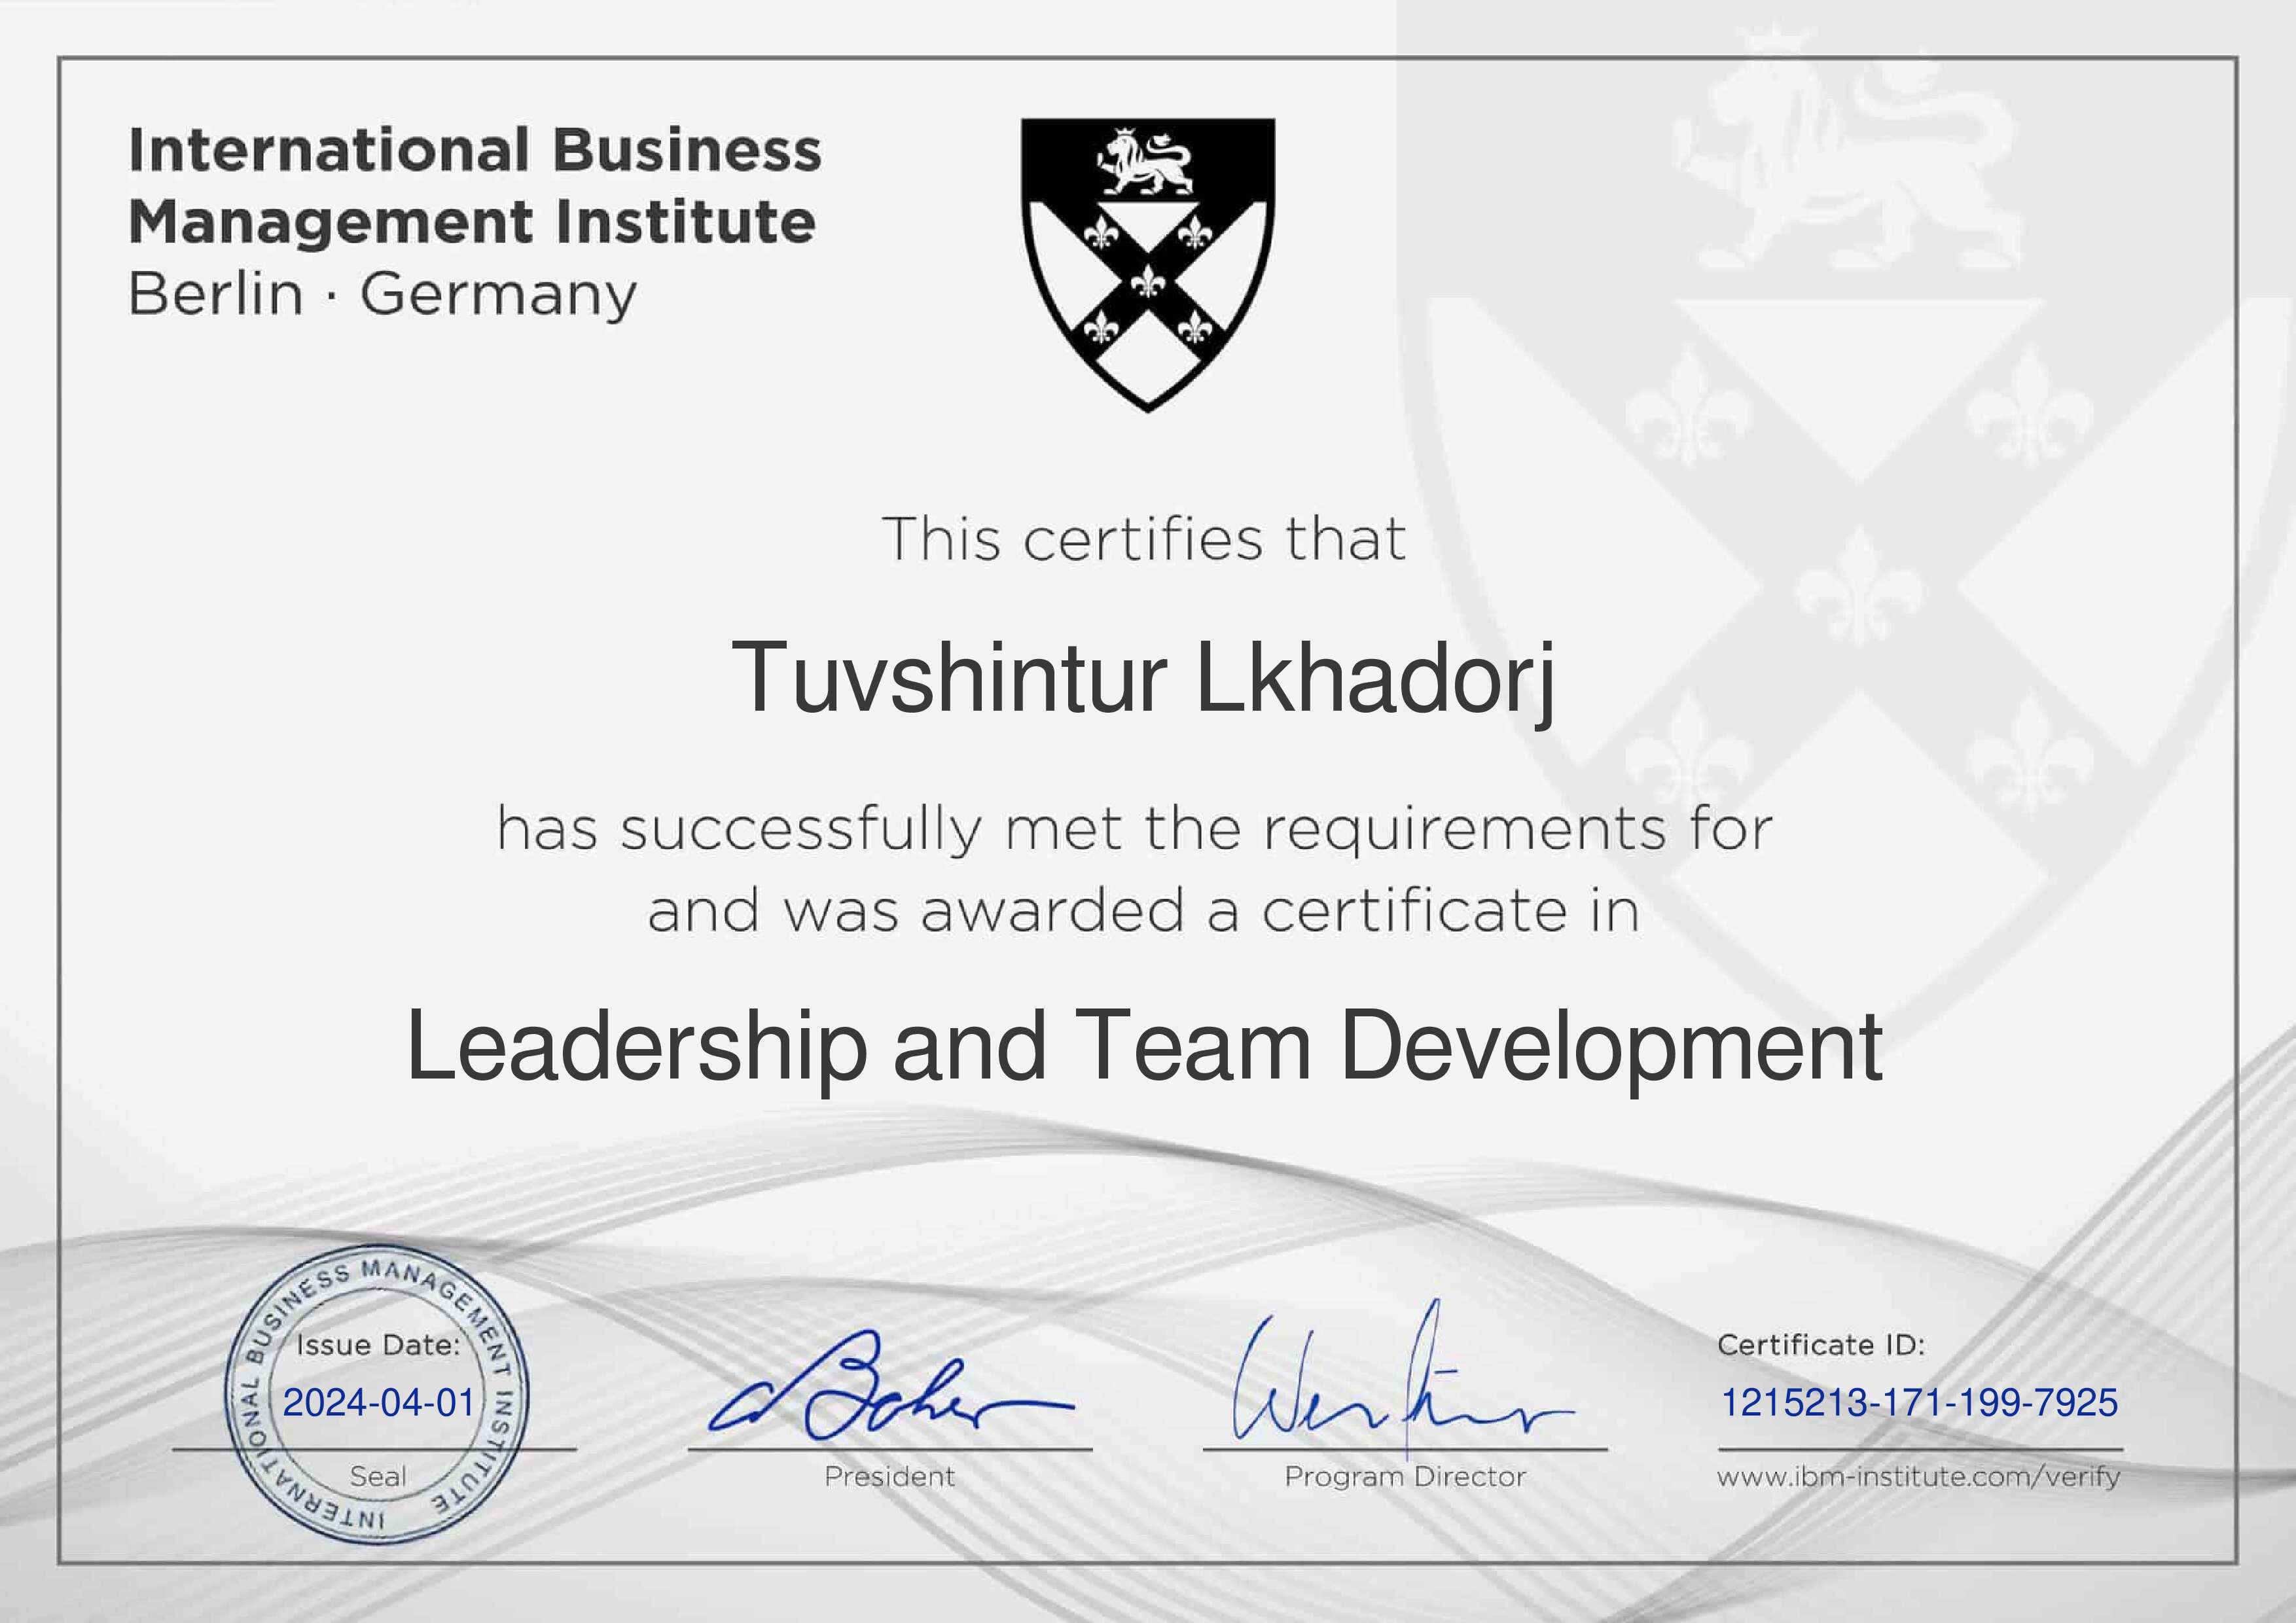 International Business
Management Institute
Berlin · Germany
This certifies that
Tuvshintur Lkhadorj
has successfully met the requirements for
and was awarded a certificate in
Leadership and Team Development
INTERNATIONAL BUSINESS MANAGEMENT INSTITUTE
Issue Date:
2024-04-01
Seal
President
Program Director
Certificate ID:
1215213-171-199-7925
www.ibm-institute.com/verify